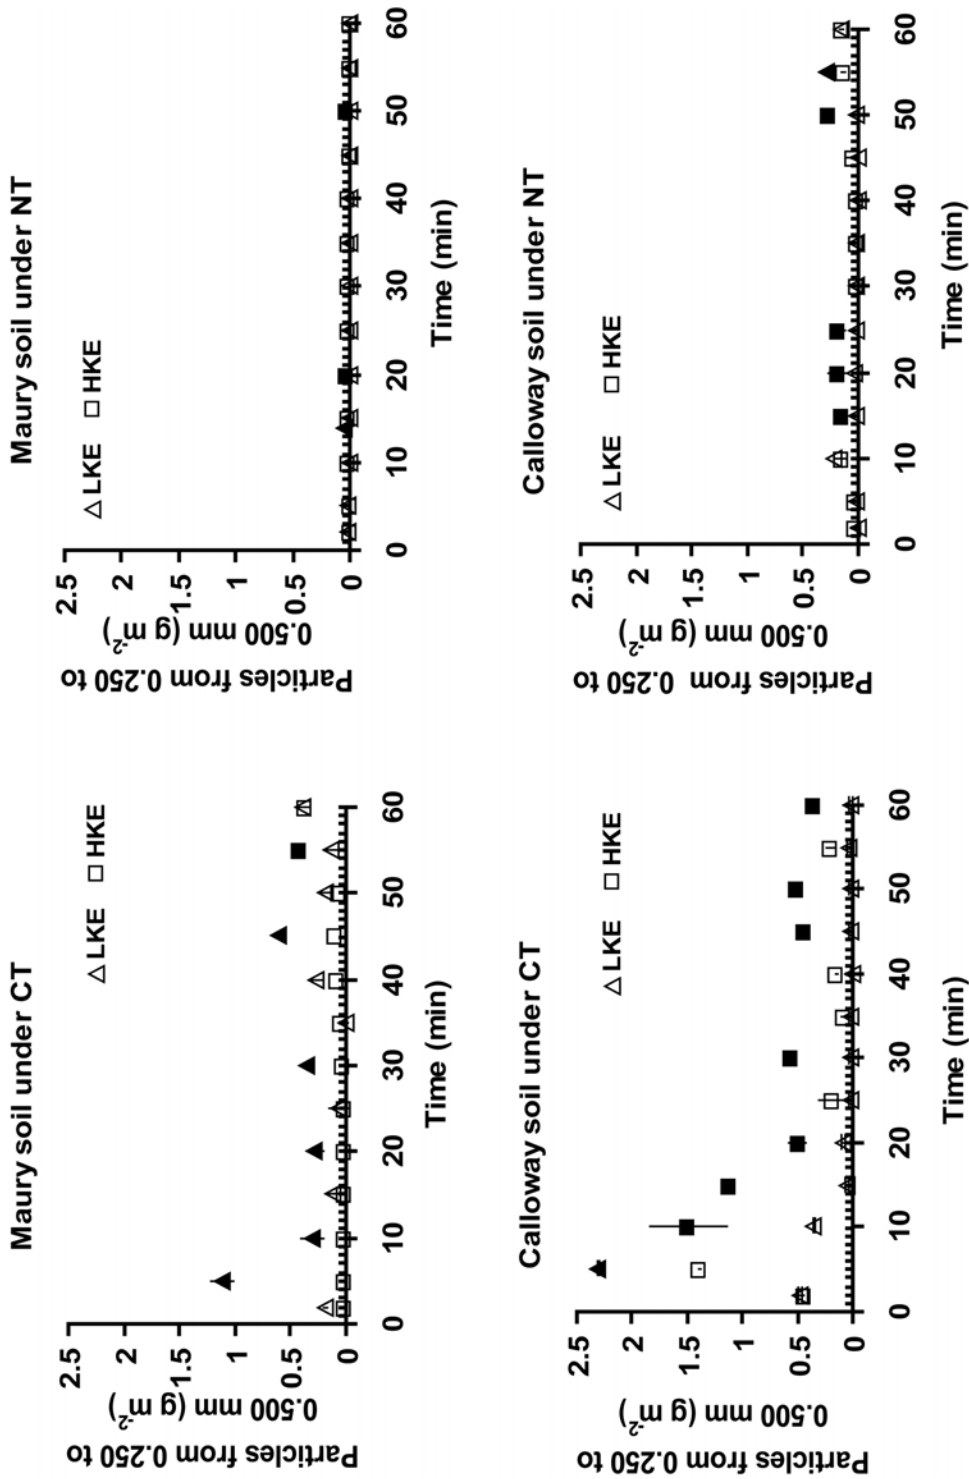 Maury soil under CT
△ LKE □ HKE
2.5
2
1.5
1
0.5
0
Particles from 0.250 to
0.500 mm (g m-2)
0 10 20 30 40 50 60
Time (min)
Maury soil under NT
△ LKE □ HKE
2.5
2
1.5
1
0.5
0
Particles from 0.250 to
0.500 mm (g m-2)
0 10 20 30 40 50 60
Time (min)
Calloway soil under CT
△ LKE □ HKE
2.5
2
1.5
1
0.5
0
Particles from 0.250 to
0.500 mm (g m-2)
0 10 20 30 40 50 60
Time (min)
Calloway soil under NT
△ LKE □ HKE
2.5
2
1.5
1
0.5
0
Particles from 0.250 to
0.500 mm (g m-2)
0 10 20 30 40 50 60
Time (min)